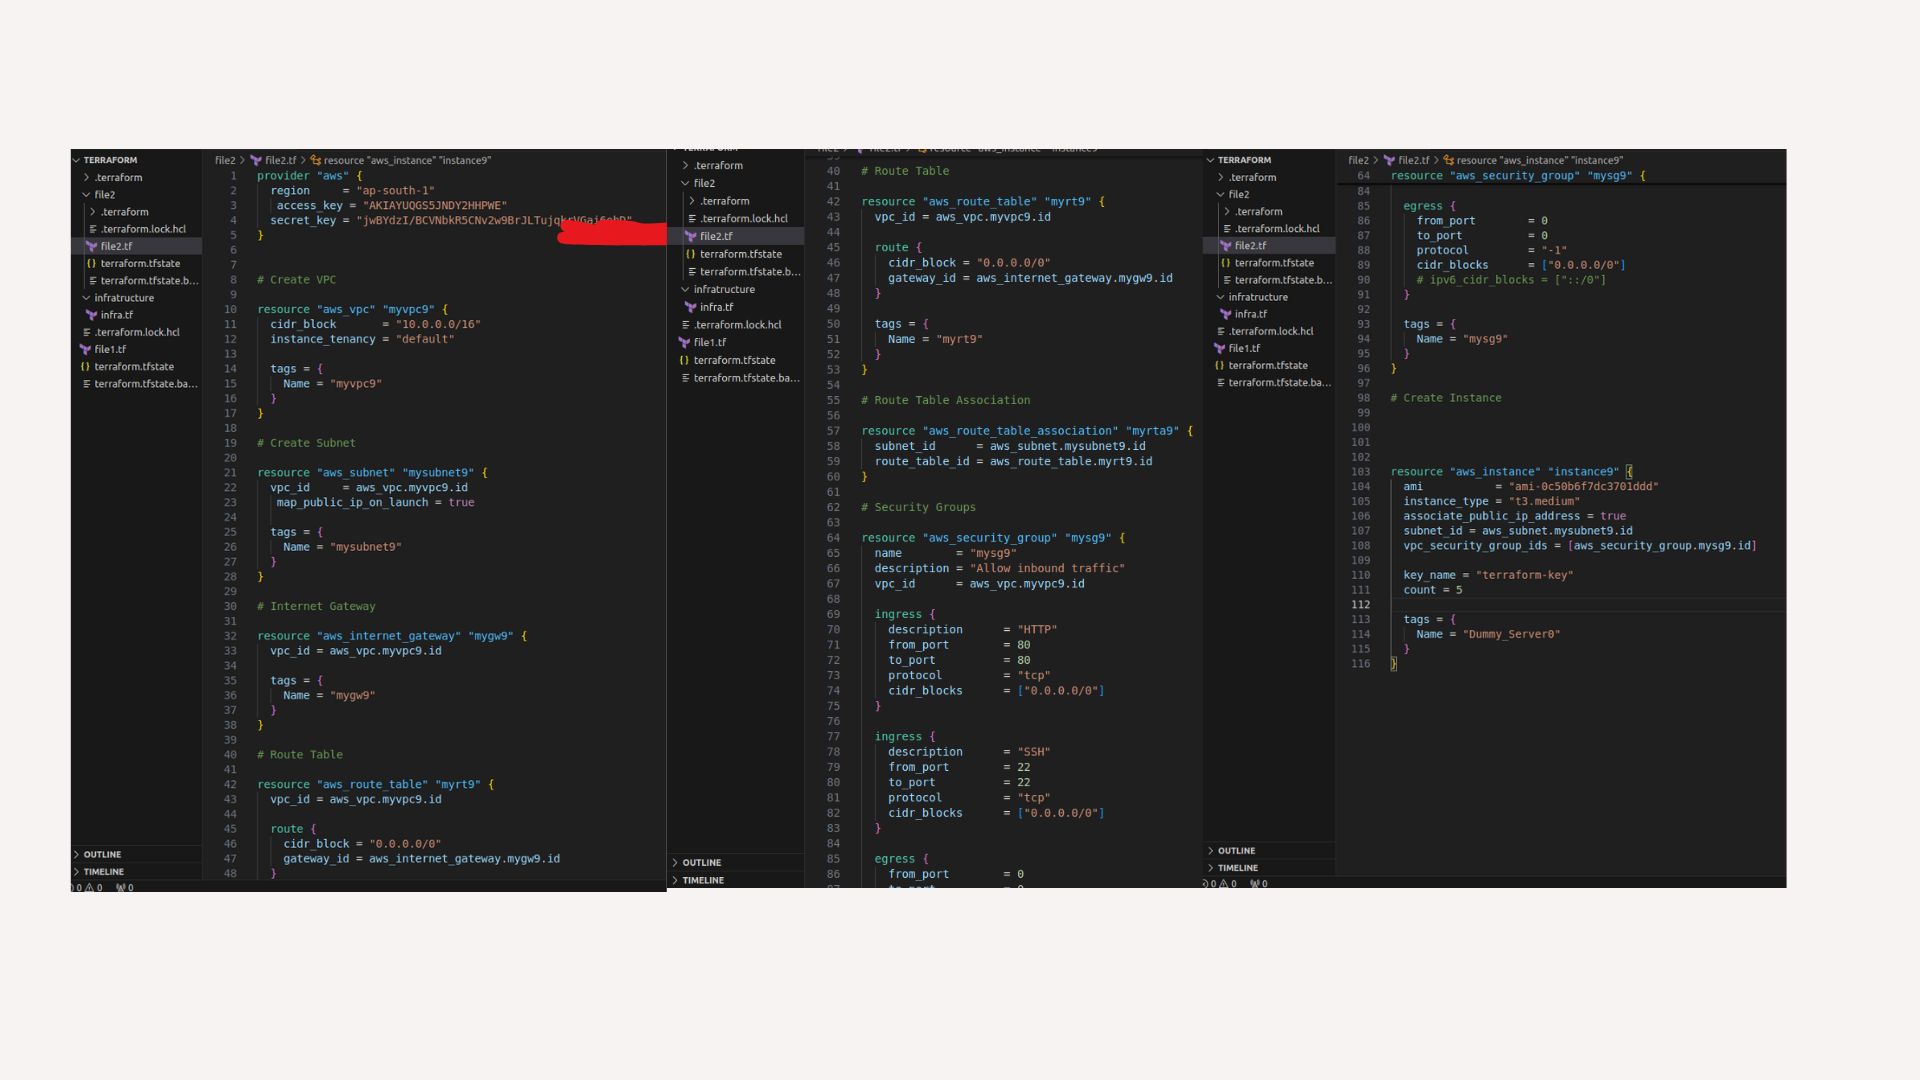 TERRAFORM
.terraform
file2
.terraform
.terraform.lock.hcl
file2.tf
terraform.tfstate
terraform.tfstate.b...
infratructure
infra.tf
.terraform.lock.hcl
file1.tf
terraform.tfstate
terraform.tfstate.ba...
OUTLINE
TIMELINE
0 0 0
file2 > file2.tf > resource "aws_instance" "instance9"
1 provider "aws" {
2 region = "ap-south-1"
3 access_key = "AKIAYUQGS5JNDY2HHPWE"
4 secret_key =
5 }
6
7
8 # Create VPC
9
10 resource "aws_vpc" "myvpc9" {
11 cidr_block = "10.0.0.0/16"
12 instance_tenancy = "default"
13
14 tags = {
15 Name = "myvpc9"
16 }
17 }
18
19 # Create Subnet
20
21 resource "aws_subnet" "mysubnet9" {
22 vpc_id = aws_vpc.myvpc9.id
23 map_public_ip_on_launch = true
24
25 tags = {
26 Name = "mysubnet9"
27 }
28 }
29
30 # Internet Gateway
31
32 resource "aws_internet_gateway" "mygw9" {
33 vpc_id = aws_vpc.myvpc9.id
34
35 tags = {
36 Name = "mygw9"
37 }
38 }
39
40 # Route Table
41
42 resource "aws_route_table" "myrt9" {
43 vpc_id = aws_vpc.myvpc9.id
44
45 route {
46 cidr_block = "0.0.0.0/0"
47 gateway_id = aws_internet_gateway.mygw9.id
48 }
.terraform
file2
.terraform
.terraform.lock.hcl
file2.tf
terraform.tfstate
terraform.tfstate.b...
infratructure
infra.tf
.terraform.lock.hcl
file1.tf
terraform.tfstate
terraform.tfstate.ba...
OUTLINE
TIMELINE
40 # Route Table
41
42 resource "aws_route_table" "myrt9" {
43 vpc_id = aws_vpc.myvpc9.id
44
45 route {
46 cidr_block = "0.0.0.0/0"
47 gateway_id = aws_internet_gateway.mygw9.id
48 }
49
50 tags = {
51 Name = "myrt9"
52 }
53 }
54
55 # Route Table Association
56
57 resource "aws_route_table_association" "myrta9" {
58 subnet_id = aws_subnet.mysubnet9.id
59 route_table_id = aws_route_table.myrt9.id
60 }
61
62 # Security Groups
63
64 resource "aws_security_group" "mysg9" {
65 name = "mysg9"
66 description = "Allow inbound traffic"
67 vpc_id = aws_vpc.myvpc9.id
68
69 ingress {
70 description = "HTTP"
71 from_port = 80
72 to_port = 80
73 protocol = "tcp"
74 cidr_blocks = ["0.0.0.0/0"]
75 }
76
77 ingress {
78 description = "SSH"
79 from_port = 22
80 to_port = 22
81 protocol = "tcp"
82 cidr_blocks = ["0.0.0.0/0"]
83 }
84
85 egress {
86 from_port = 0
TERRAFORM
.terraform
file2
.terraform
.terraform.lock.hcl
file2.tf
terraform.tfstate
terraform.tfstate.b...
infratructure
infra.tf
.terraform.lock.hcl
file1.tf
terraform.tfstate
terraform.tfstate.ba...
OUTLINE
TIMELINE
0 0 0
file2 > file2.tf > resource "aws_instance" "instance9"
64 resource "aws_security_group" "mysg9" {
84
85 egress {
86 from_port = 0
87 to_port = 0
88 protocol = "-1"
89 cidr_blocks = ["0.0.0.0/0"]
90 # ipv6_cidr_blocks = ["::/0"]
91 }
92
93 tags = {
94 Name = "mysg9"
95 }
96 }
97
98 # Create Instance
99
100
101
102
103 resource "aws_instance" "instance9" {
104 ami = "ami-0c50b6f7dc3701ddd"
105 instance_type = "t3.medium"
106 associate_public_ip_address = true
107 subnet_id = aws_subnet.mysubnet9.id
108 vpc_security_group_ids = [aws_security_group.mysg9.id]
109
110 key_name = "terraform-key"
111 count = 5
112
113 tags = {
114 Name = "Dummy_Server0"
115 }
116 }